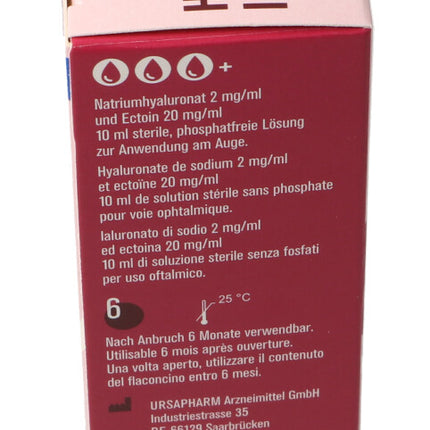 +
Natriumhyaluronat 2 mg/ml
und Ectoin 20 mg/ml
10 ml sterile, phosphatfreie Lösung
zur Anwendung am Auge.
Hyaluronate de sodium 2 mg/ml
et ectoïne 20 mg/ml
10 ml de solution stérile sans phosphate
pour voie ophtalmique.
Ialuronato di sodio 2 mg/ml
ed ectoina 20 mg/ml
10 ml di soluzione sterile senza fosfati
per uso oftalmico.
6
25 °C
Nach Anbruch 6 Monate verwendbar.
Utilisable 6 mois après ouverture.
Una volta aperto, utilizzare il contenuto
del flaconcino entro 6 mesi.
URSAPHARM Arzneimittel GmbH
Industriestrasse 35
DE-66129 Saarbrücken